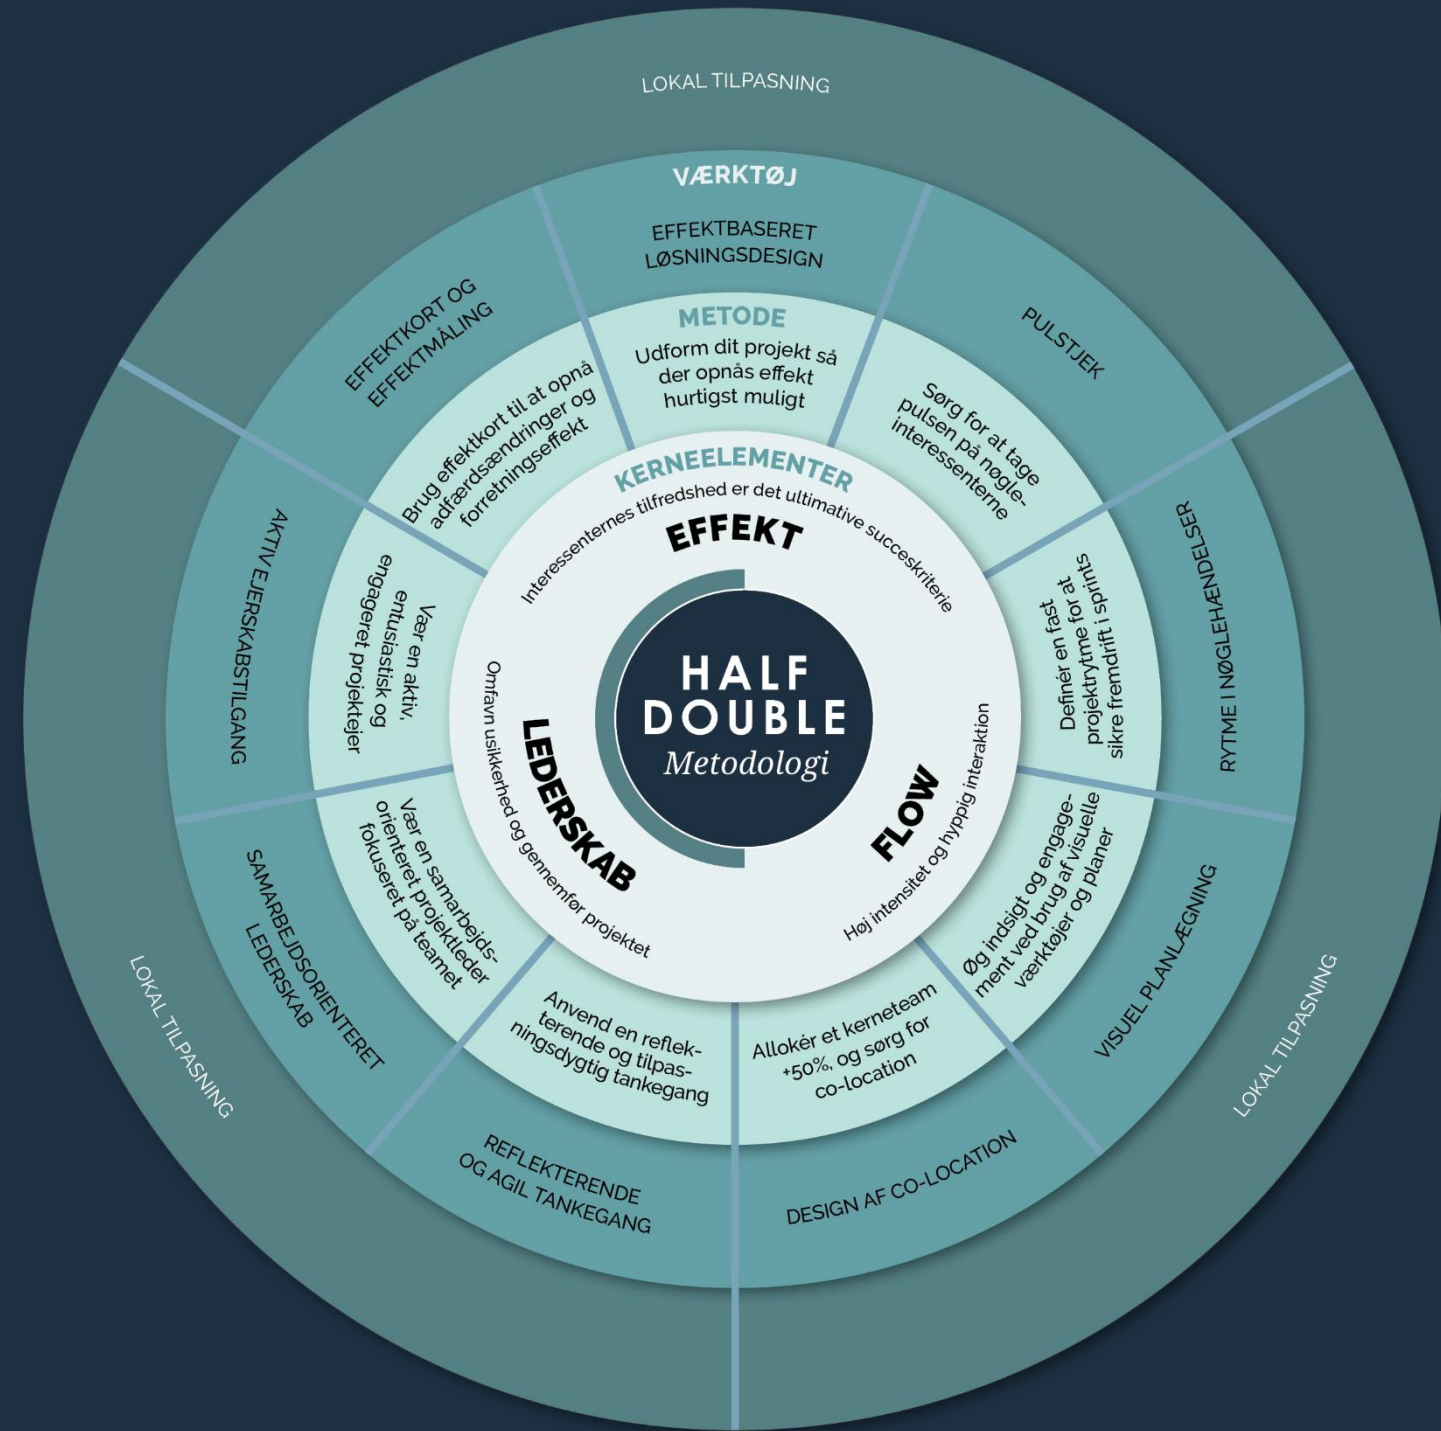 LOKAL TILPASNING
VÆRKTØJ
EFFEKTBASERET
LØSNINGSDESIGN
METODE
Udform dit projekt så
der opnås effekt
hurtigst muligt
PULSTJEK
Sørg for at tage
pulsen på nøgle-
interessenterne
RYTME I NØGLEHÆNDELSER
Definér en fast
projektrytme for at
sikre fremdrift i sprints
VISUEL PLANLÆGNING
Øg indsigt og engage-
ment ved brug af visuelle
værktøjer og planer
LOKAL TILPASNING
DESIGN AF CO-LOCATION
Allokér et kerneteam
+50%, og sørg for
co-location
REFLEKTERENDE
OG AGIL TANKEGANG
Anvend en reflek-
terende og tilpas-
ningsdygtig tankegang
SAMARBEJDSORIENTERET
LEDERSKAB
Vær en samarbejds-
orienteret projektleder
fokuseret på teamet
LOKAL TILPASNING
AKTIV EJERSKABSTILGANG
Vær en aktiv,
entusiastisk og
engageret projektejer
EFFEKTKORT OG
EFFEKTMÅLING
Brug effektkort til at opnå
adfærdsændringer og
forretningseffekt
KERNEELEMENTER
Interessenternes tilfredshed er det ultimative succeskriterie
EFFEKT
FLOW
Høj intensitet og hyppig interaktion
LEDERSKAB
Omfavn usikkerhed og gennemfør projektet
HALF
DOUBLE
Metodologi